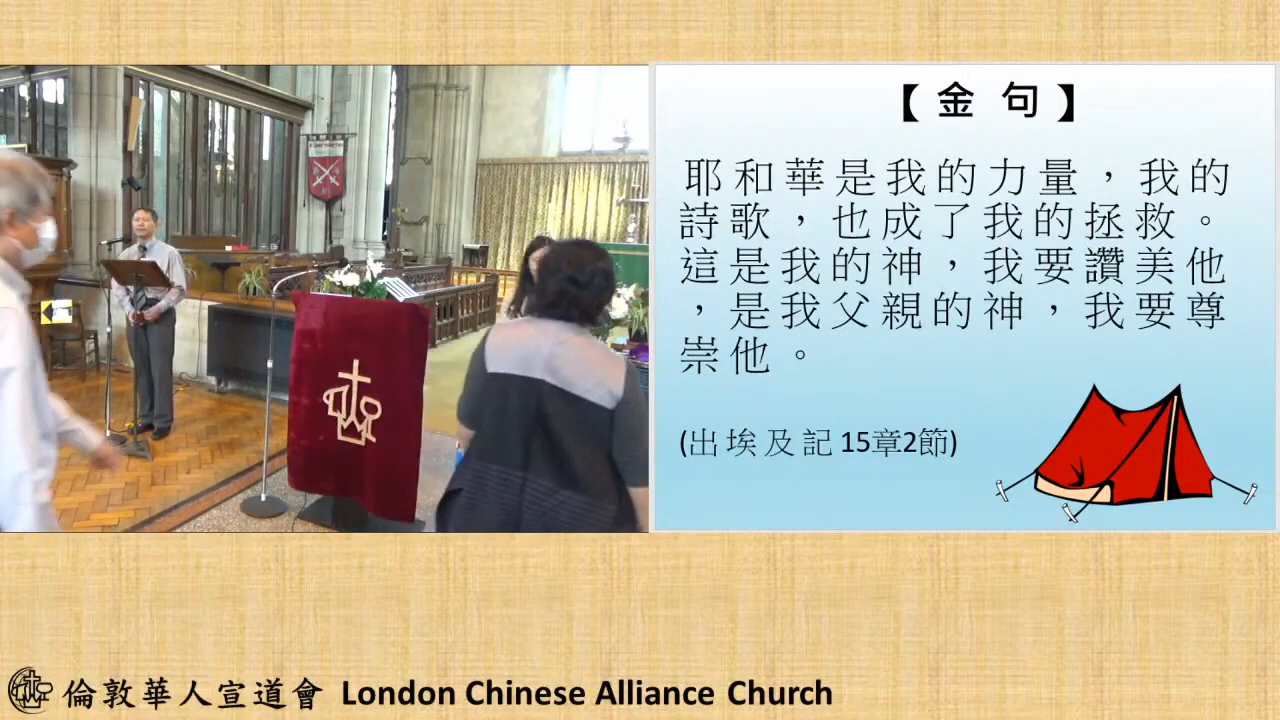 【 金 句 】
耶和華是我的力量，我的
詩歌，也成了我的拯救。
這是我的神，我要讚美他
，是我父親的神，我要尊
崇他。
(出埃及記 15章2節)
倫敦華人宣道會 London Chinese Alliance Church